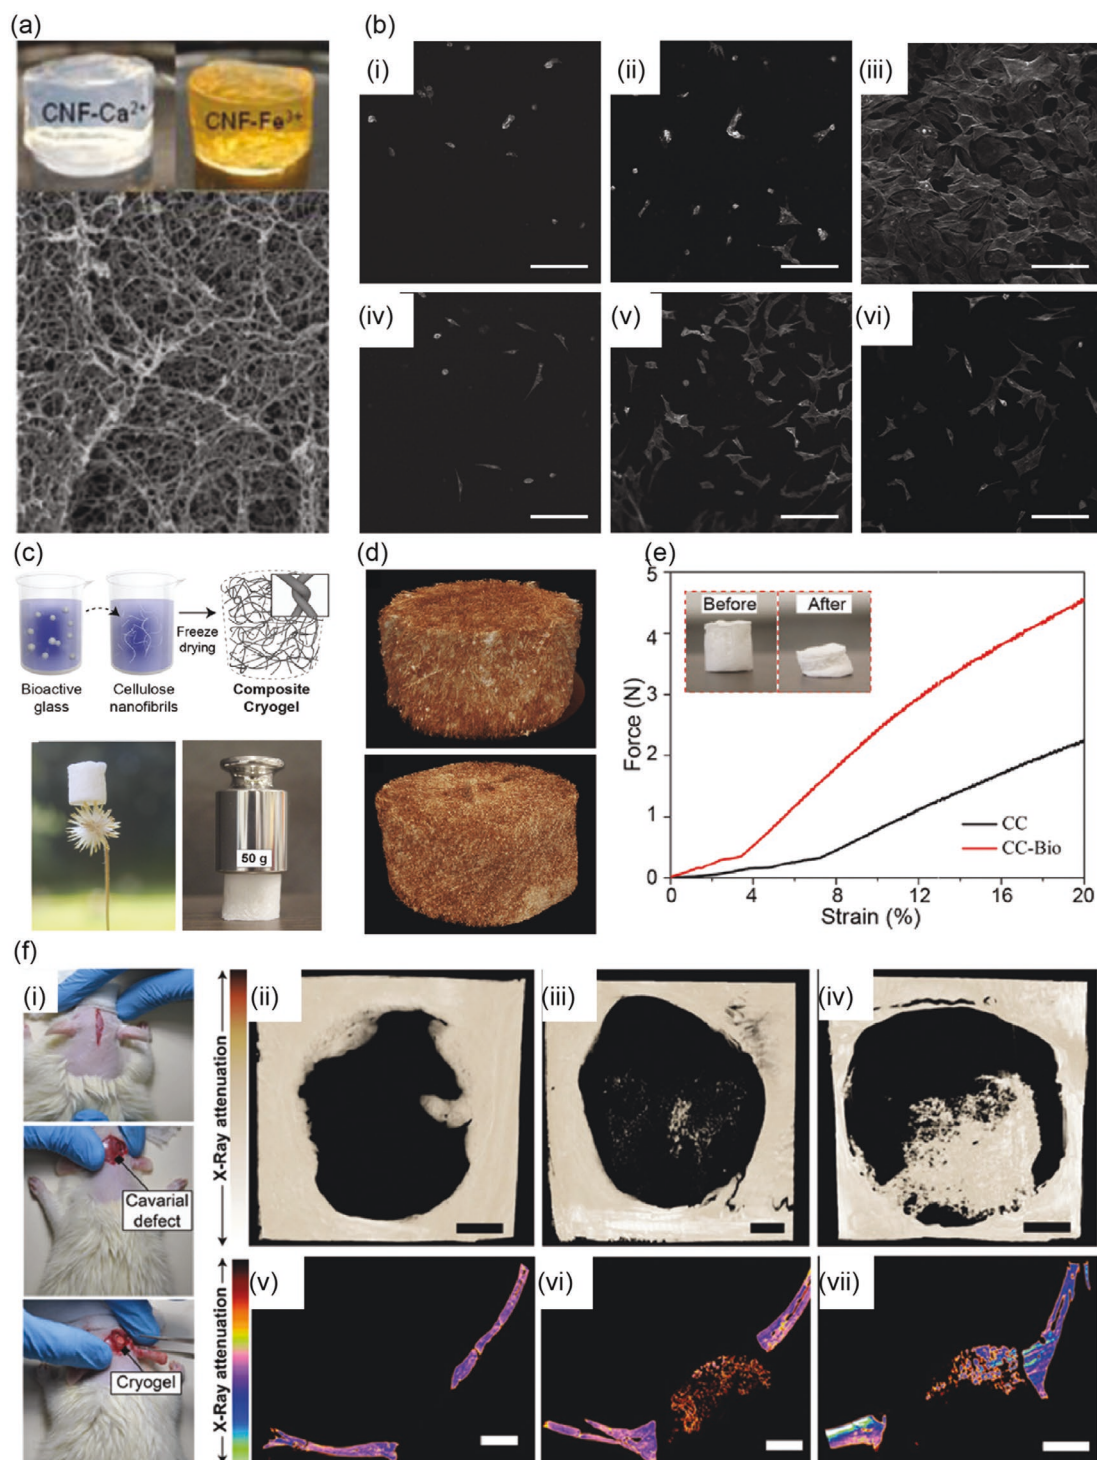 (a)
CNF-Ca²⁺
CNF-Fe³⁺
(b)
(i)
(ii)
(iii)
(iv)
(v)
(vi)
(c)
Bioactive
glass
Cellulose
nanofibrils
Freeze
drying
Composite
Cryogel
50 g
(d)
(e)
5
4
3
2
1
0
Force (N)
Before
After
CC
CC-Bio
0 4 8 12 16 20
Strain (%)
(f)
(i)
Cavarial
defect
Cryogel
X-Ray attenuation
(ii)
(iii)
(iv)
X-Ray attenuation
(v)
(vi)
(vii)